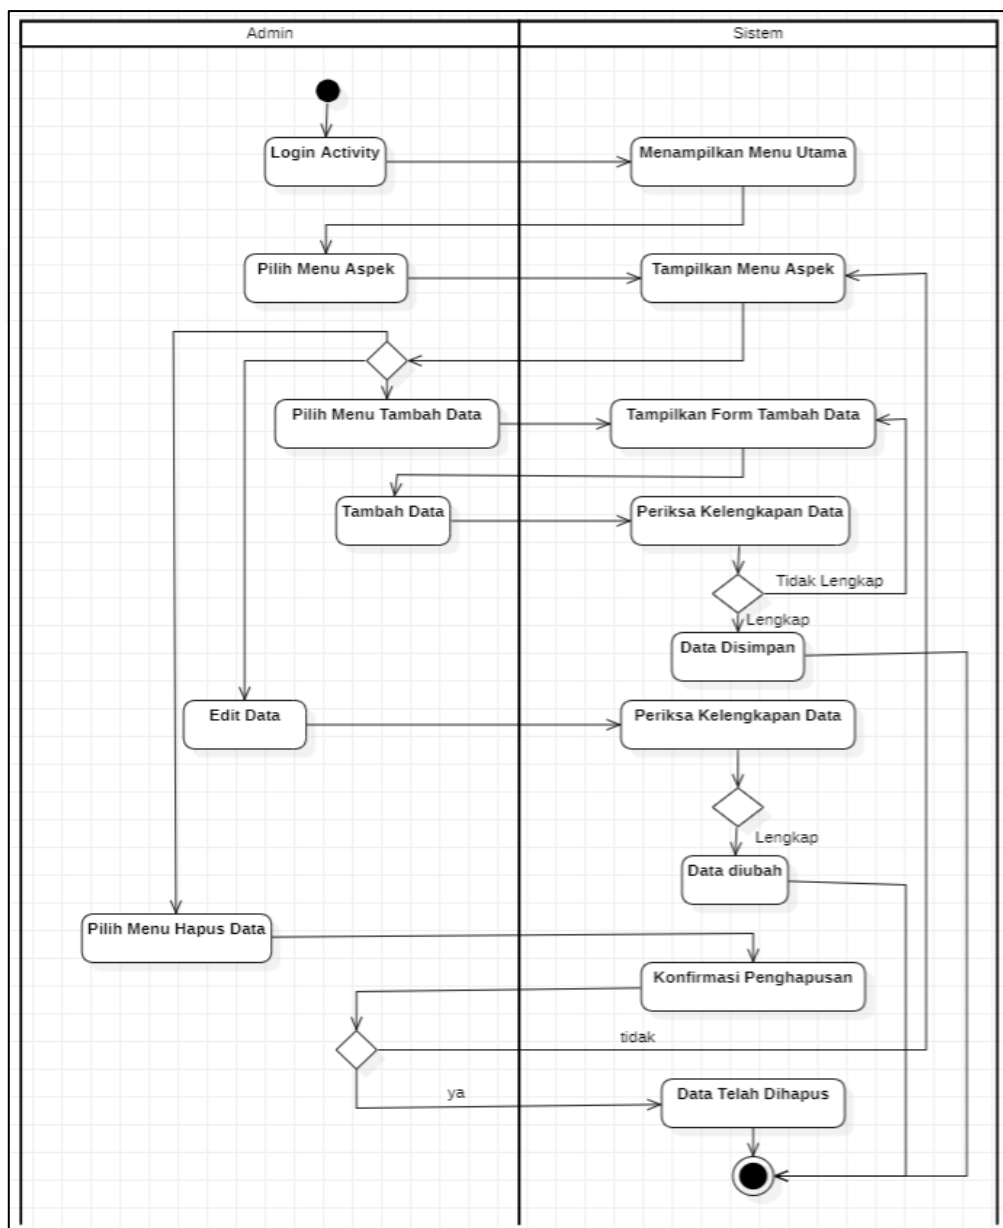 Admin
Sistem
Login Activity
Menampilkan Menu Utama
Pilih Menu Aspek
Tampilkan Menu Aspek
Pilih Menu Tambah Data
Tampilkan Form Tambah Data
Tambah Data
Periksa Kelengkapan Data
Tidak Lengkap
Lengkap
Data Disimpan
Edit Data
Periksa Kelengkapan Data
Lengkap
Data diubah
Pilih Menu Hapus Data
Konfirmasi Penghapusan
tidak
ya
Data Telah Dihapus